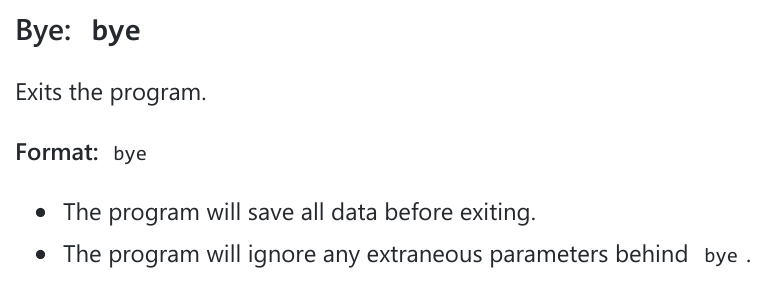 Bye: bye
Exits the program.
Format: bye
• The program will save all data before exiting.
• The program will ignore any extraneous parameters behind bye .